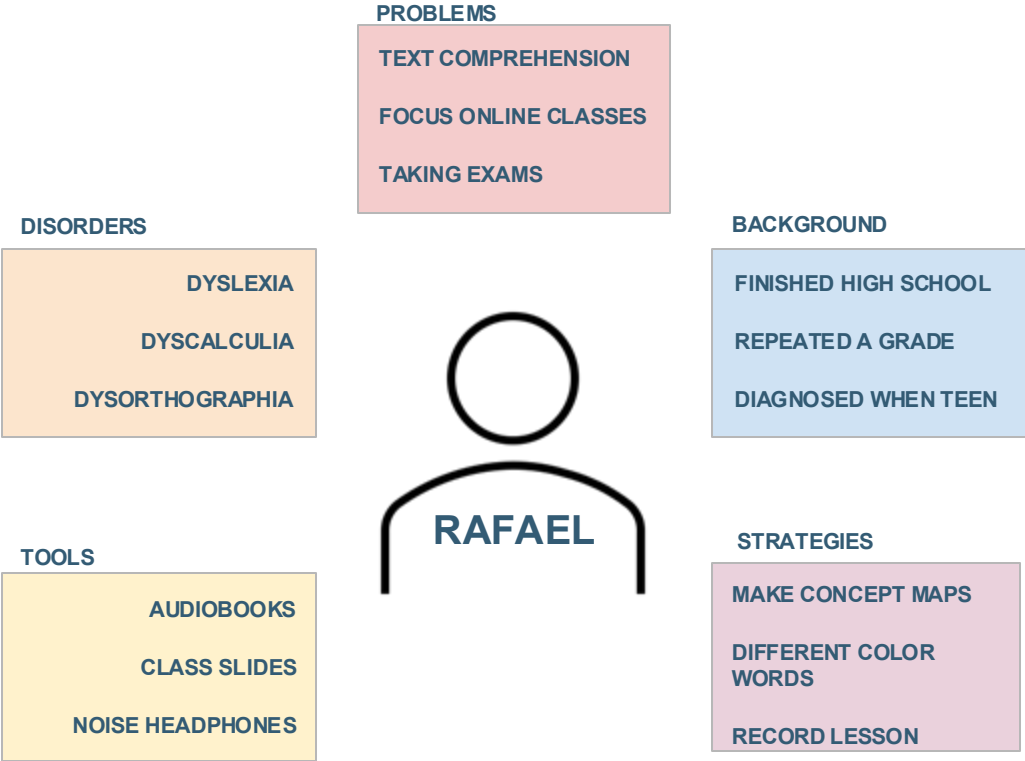 PROBLEMS
TEXT COMPREHENSION
FOCUS ONLINE CLASSES
TAKING EXAMS
DISORDERS
DYSLEXIA
DYSCALCULIA
DYSORTHOGRAPHIA
BACKGROUND
FINISHED HIGH SCHOOL
REPEATED A GRADE
DIAGNOSED WHEN TEEN
RAFAEL
TOOLS
AUDIOBOOKS
CLASS SLIDES
NOISE HEADPHONES
STRATEGIES
MAKE CONCEPT MAPS
DIFFERENT COLOR
WORDS
RECORD LESSON